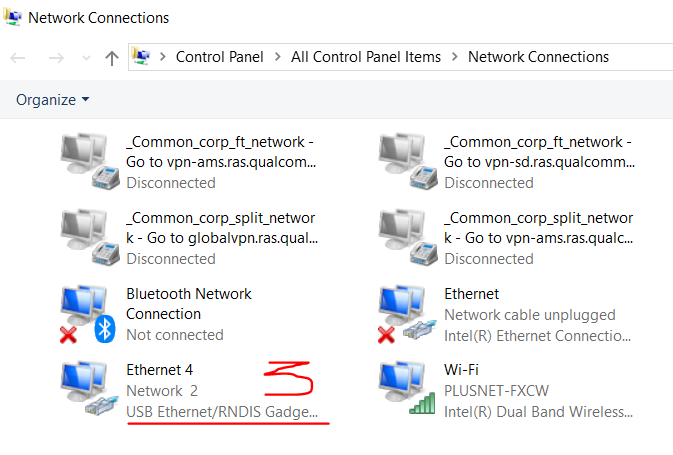 Network Connections
Control Panel > All Control Panel Items > Network Connections
Organize
_Common_corp_ft_network -
Go to vpn-ams.ras.qualcom...
Disconnected
_Common_corp_ft_network -
Go to vpn-sd.ras.qualcomm...
Disconnected
_Common_corp_split_networ
k - Go to globalvpn.ras.qual...
Disconnected
_Common_corp_split_networ
k - Go to vpn-ams.ras.qualc...
Disconnected
Bluetooth Network
Connection
Not connected
Ethernet
Network cable unplugged
Intel(R) Ethernet Connectio...
Ethernet 4
Network 2
USB Ethernet/RNDIS Gadge...
3
Wi-Fi
PLUSNET-FXCW
Intel(R) Dual Band Wireless...